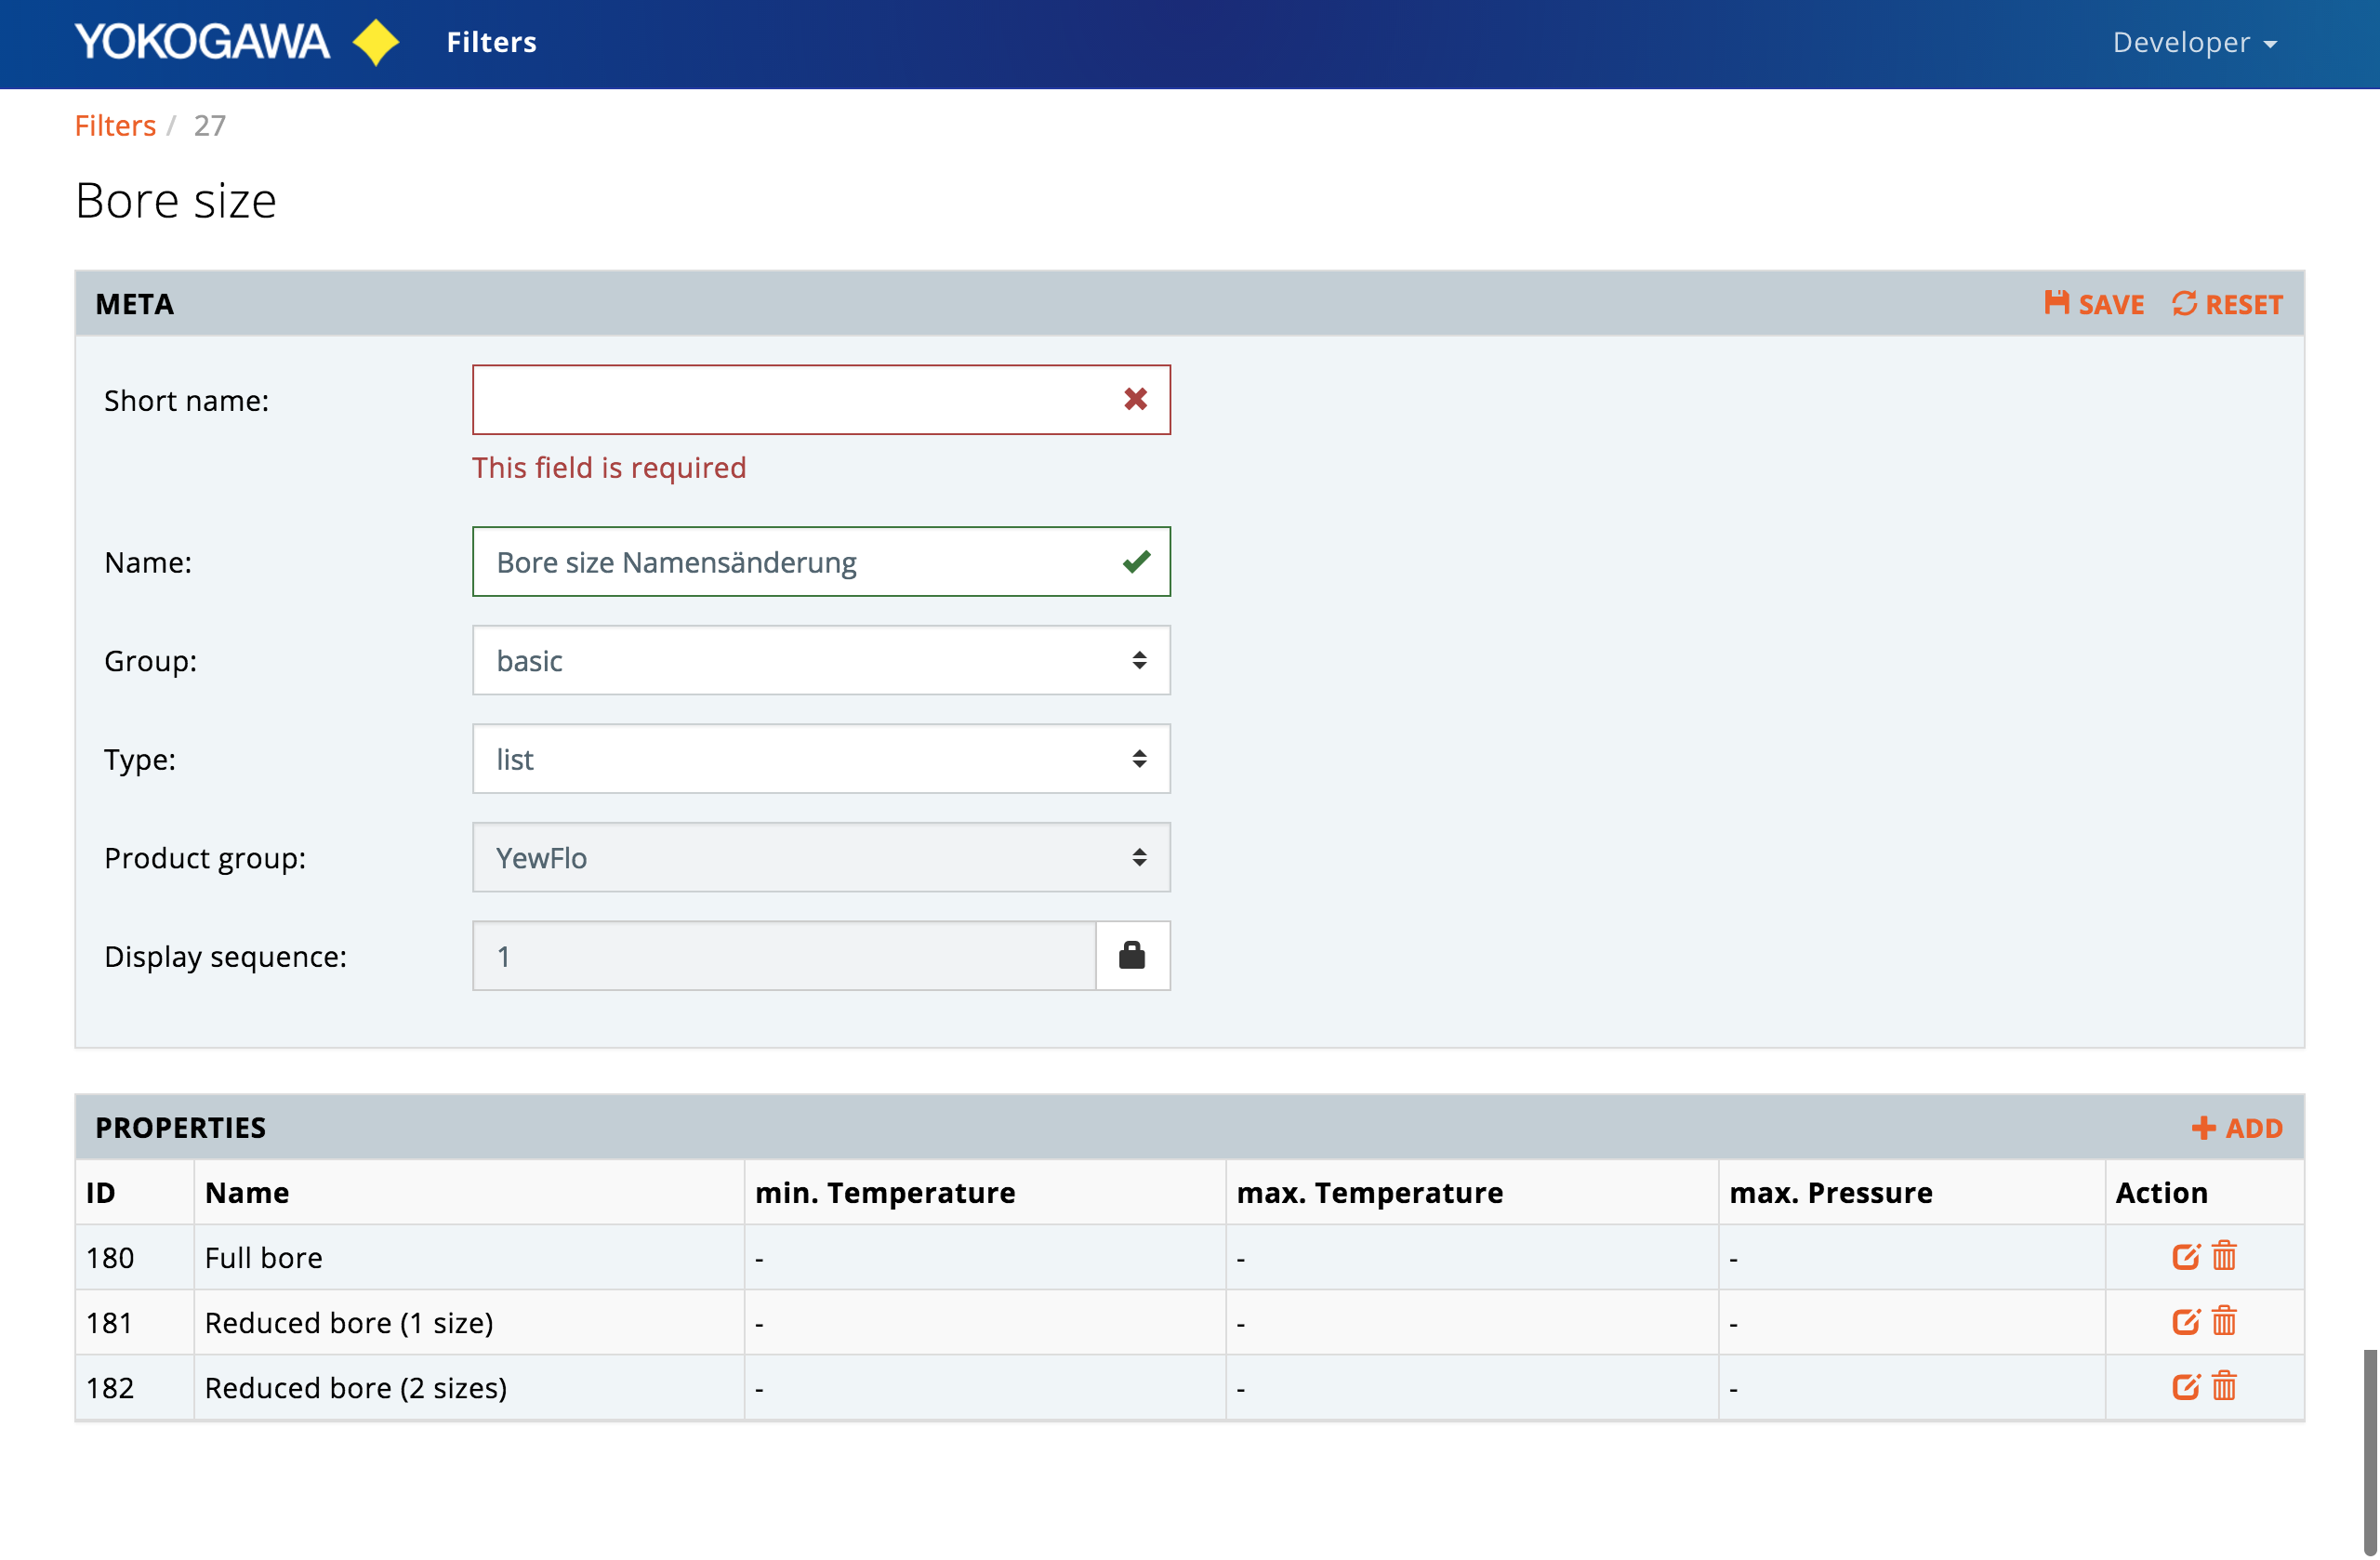 YOKOGAWA Filters Developer
Filters / 27
Bore size
META SAVE RESET
Short name:
This field is required
Name: Bore size Namensänderung
Group: basic
Type: list
Product group: YewFlo
Display sequence: 1
PROPERTIES ADD
ID Name min. Temperature max. Temperature max. Pressure Action
180 Full bore - - -
181 Reduced bore (1 size) - - -
182 Reduced bore (2 sizes) - - -